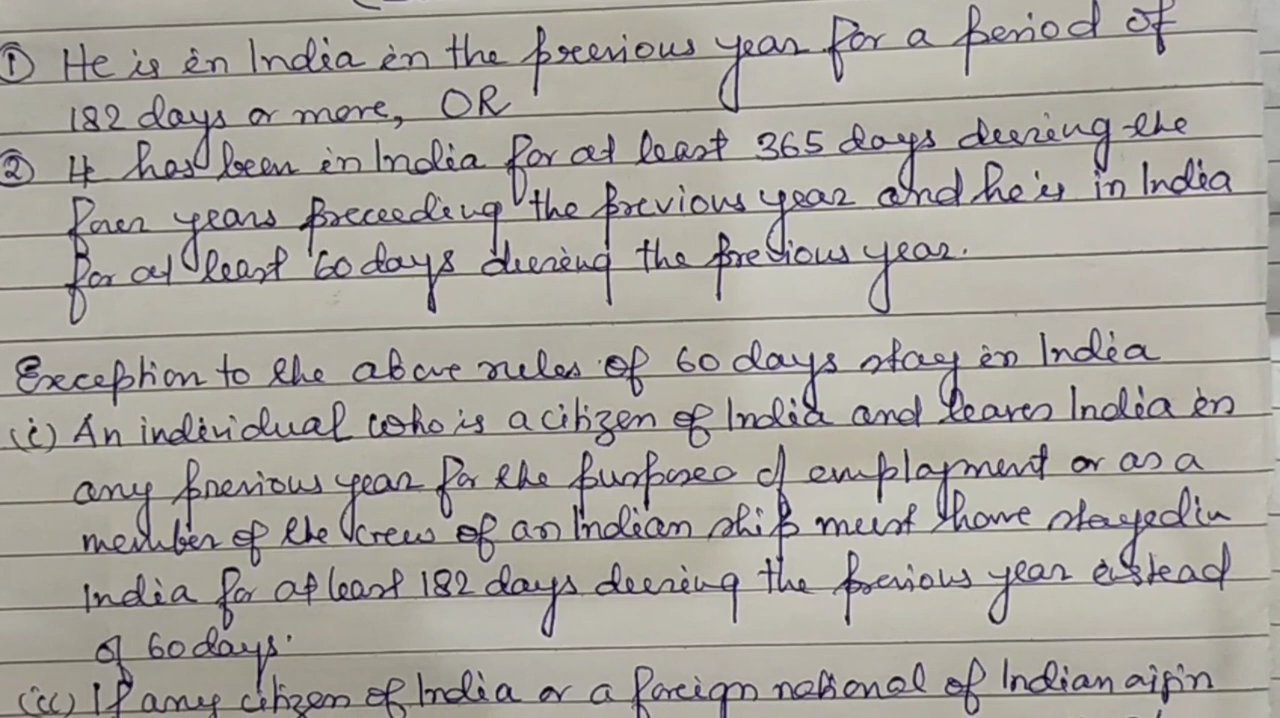 ① He is in India in the previous year for a period of
182 days or more, OR
② It has been in India for at least 365 days during the
four years preceeding the previous year and he is in India
for at least 60 days during the previous year.
Exception to the above rules of 60 days stay in India
(i) An individual who is a citizen of India and leaves India in
any previous year for the purposes of employment or as a
member of the crew of an Indian ship must have stayed in
India for at least 182 days during the previous year instead
of 60 days.
(ii) If any citizen of India or a foreign national of Indian origin